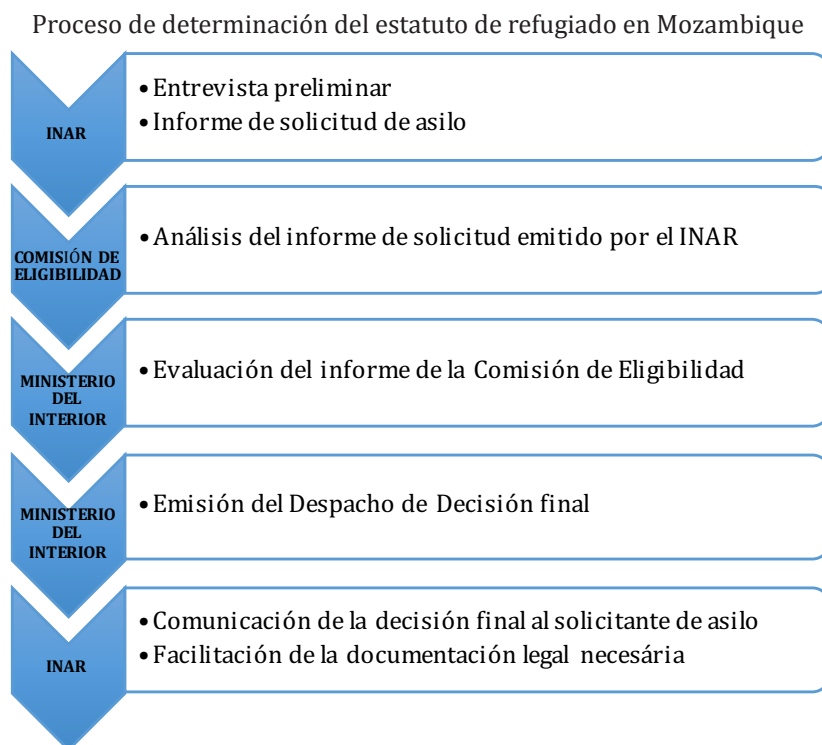 Proceso de determinación del estatuto de refugiado en Mozambique
INAR
• Entrevista preliminar
• Informe de solicitud de asilo
COMISIÓN DE
ELIGIBILIDAD
• Análisis del informe de solicitud emitido por el INAR
MINISTERIO
DEL
INTERIOR
• Evaluación del informe de la Comisión de Eligibilidad
MINISTERIO
DEL
INTERIOR
• Emisión del Despacho de Decisión final
INAR
• Comunicación de la decisión final al solicitante de asilo
• Facilitación de la documentación legal necesária